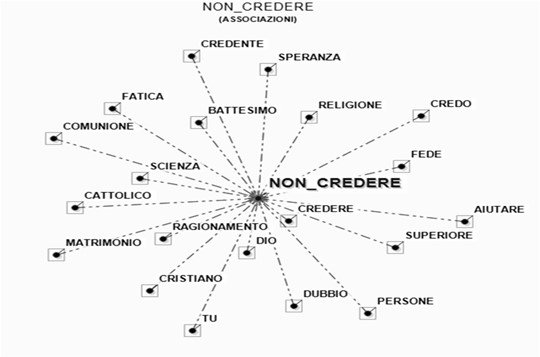 NON_CREDERE
(ASSOCIAZIONI)
CREDENTE
SPERANZA
FATICA
BATTESIMO
RELIGIONE
CREDO
COMUNIONE
FEDE
SCIENZA
NON_CREDERE
CATTOLICO
CREDERE
AIUTARE
RAGIONAMENTO
SUPERIORE
MATRIMONIO
DIO
CRISTIANO
DUBBIO
PERSONE
TU